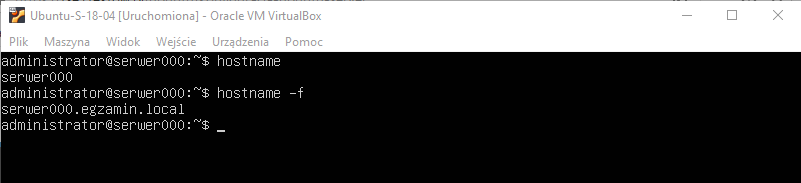 Ubuntu-S-18-04 [Uruchomiona] - Oracle VM VirtualBox
Plik Maszyna Widok Wejście Urządzenia Pomoc
administrator@serwer000:~$ hostname
serwer000
administrator@serwer000:~$ hostname -f
serwer000.egzamin.local
administrator@serwer000:~$ _